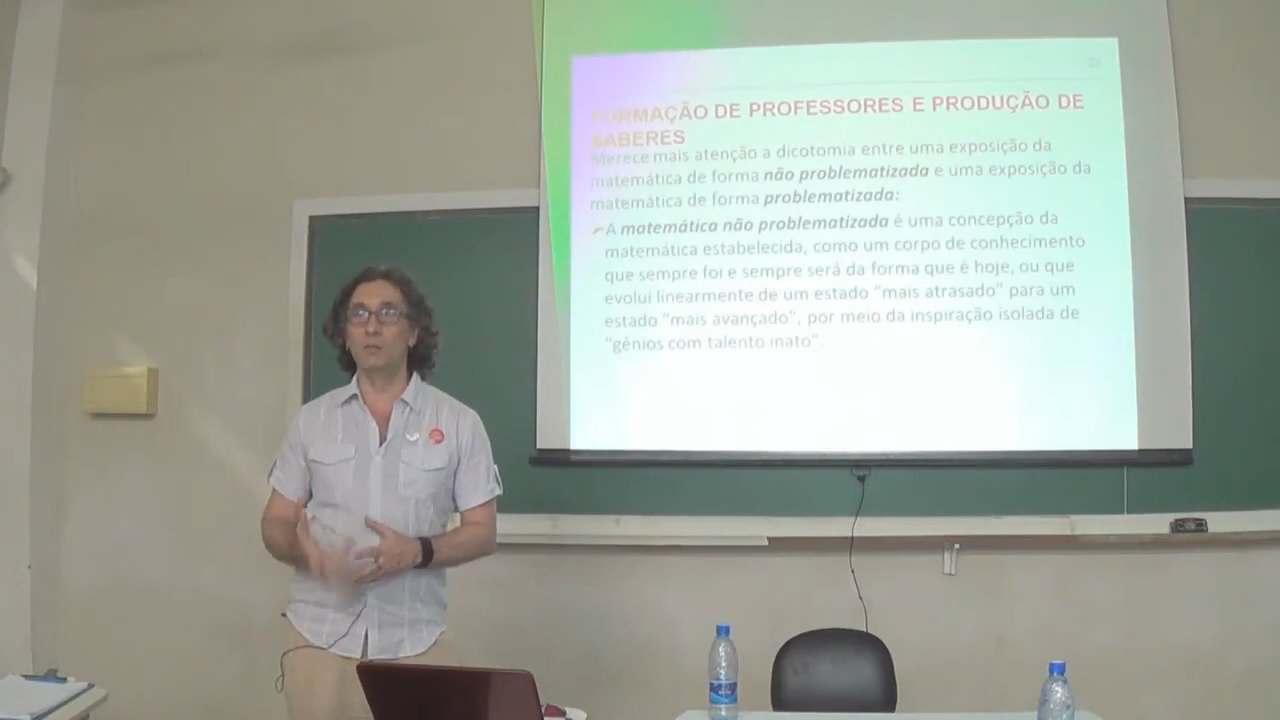 FORMAÇÃO DE PROFESSORES E PRODUÇÃO DE
SABERES
Merece mais atenção a dicotomia entre uma exposição da
matemática de forma não problematizada e uma exposição da
matemática de forma problematizada:
➢A matemática não problematizada é uma concepção da
matemática estabelecida, como um corpo de conhecimento
que sempre foi e sempre será da forma que é hoje, ou que
evolui linearmente de um estado “mais atrasado” para um
estado “mais avançado”, por meio da inspiração isolada de
“gênios com talento inato”.